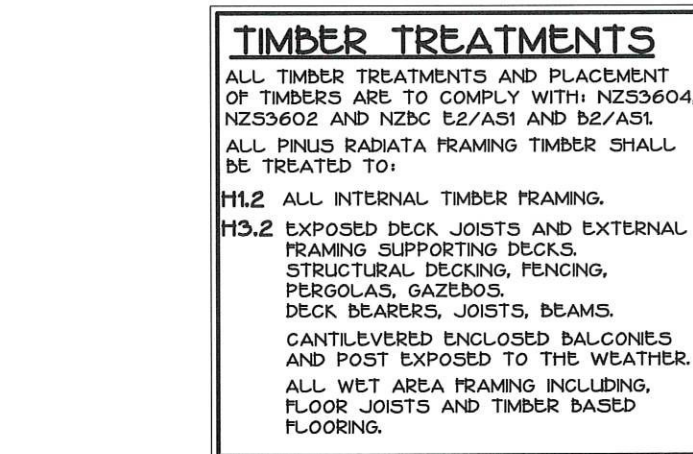 TIMBER TREATMENTS
ALL TIMBER TREATMENTS AND PLACEMENT
OF TIMBERS ARE TO COMPLY WITH: NZS3604,
NZS3602 AND NZBC E2/AS1 AND B2/AS1.
ALL PINUS RADIATA FRAMING TIMBER SHALL
BE TREATED TO:
H1.2 ALL INTERNAL TIMBER FRAMING.
H3.2 EXPOSED DECK JOISTS AND EXTERNAL
FRAMING SUPPORTING DECKS.
STRUCTURAL DECKING, FENCING,
PERGOLAS, GAZEBOS.
DECK BEARERS, JOISTS, BEAMS.
CANTILEVERED ENCLOSED BALCONIES
AND POST EXPOSED TO THE WEATHER.
ALL WET AREA FRAMING INCLUDING,
FLOOR JOISTS AND TIMBER BASED
FLOORING.